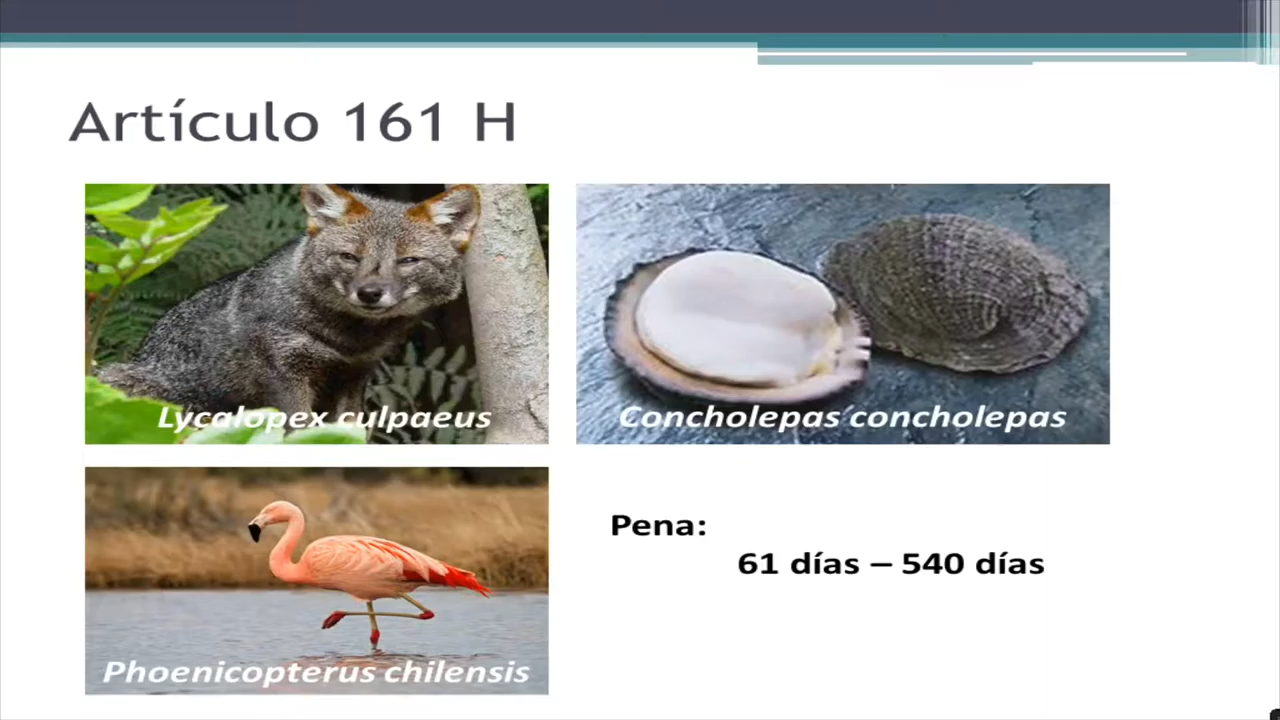 Artículo 161 H
Lycalopex culpaeus
Concholepas concholepas
Phoenicopterus chilensis
Pena:
61 días – 540 días